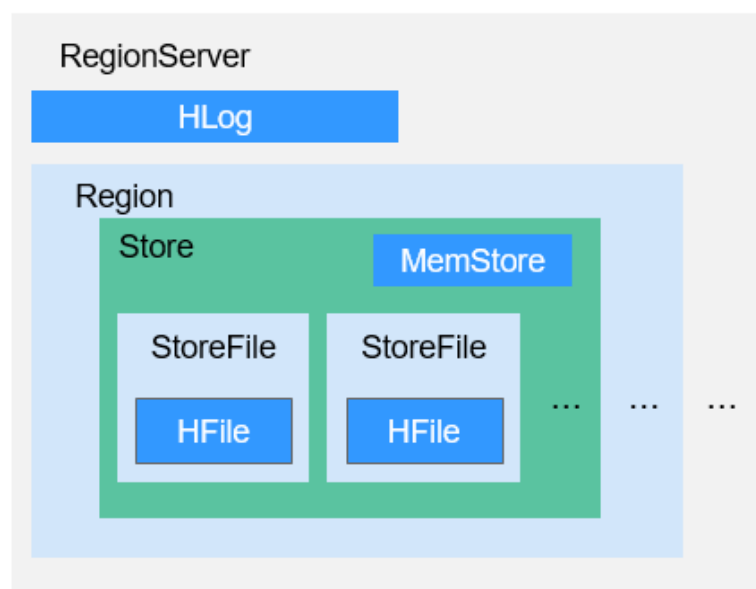 RegionServer
HLog
Region
Store
MemStore
StoreFile StoreFile
HFile HFile
... ... ...